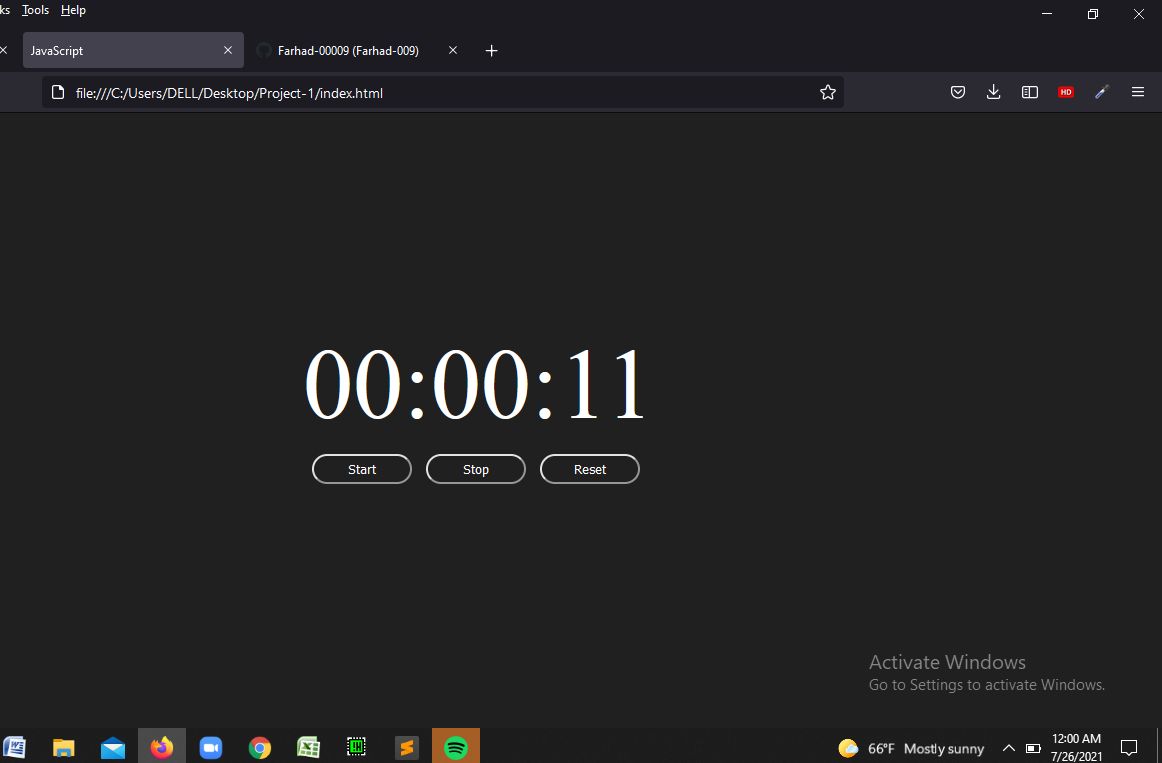 ks Tools Help
JavaScript
Farhad-00009 (Farhad-009)
file:///C:/Users/DELL/Desktop/Project-1/index.html
HD
00:00:11
Start Stop Reset
Activate Windows
Go to Settings to activate Windows.
66°F Mostly sunny
12:00 AM
7/26/2021